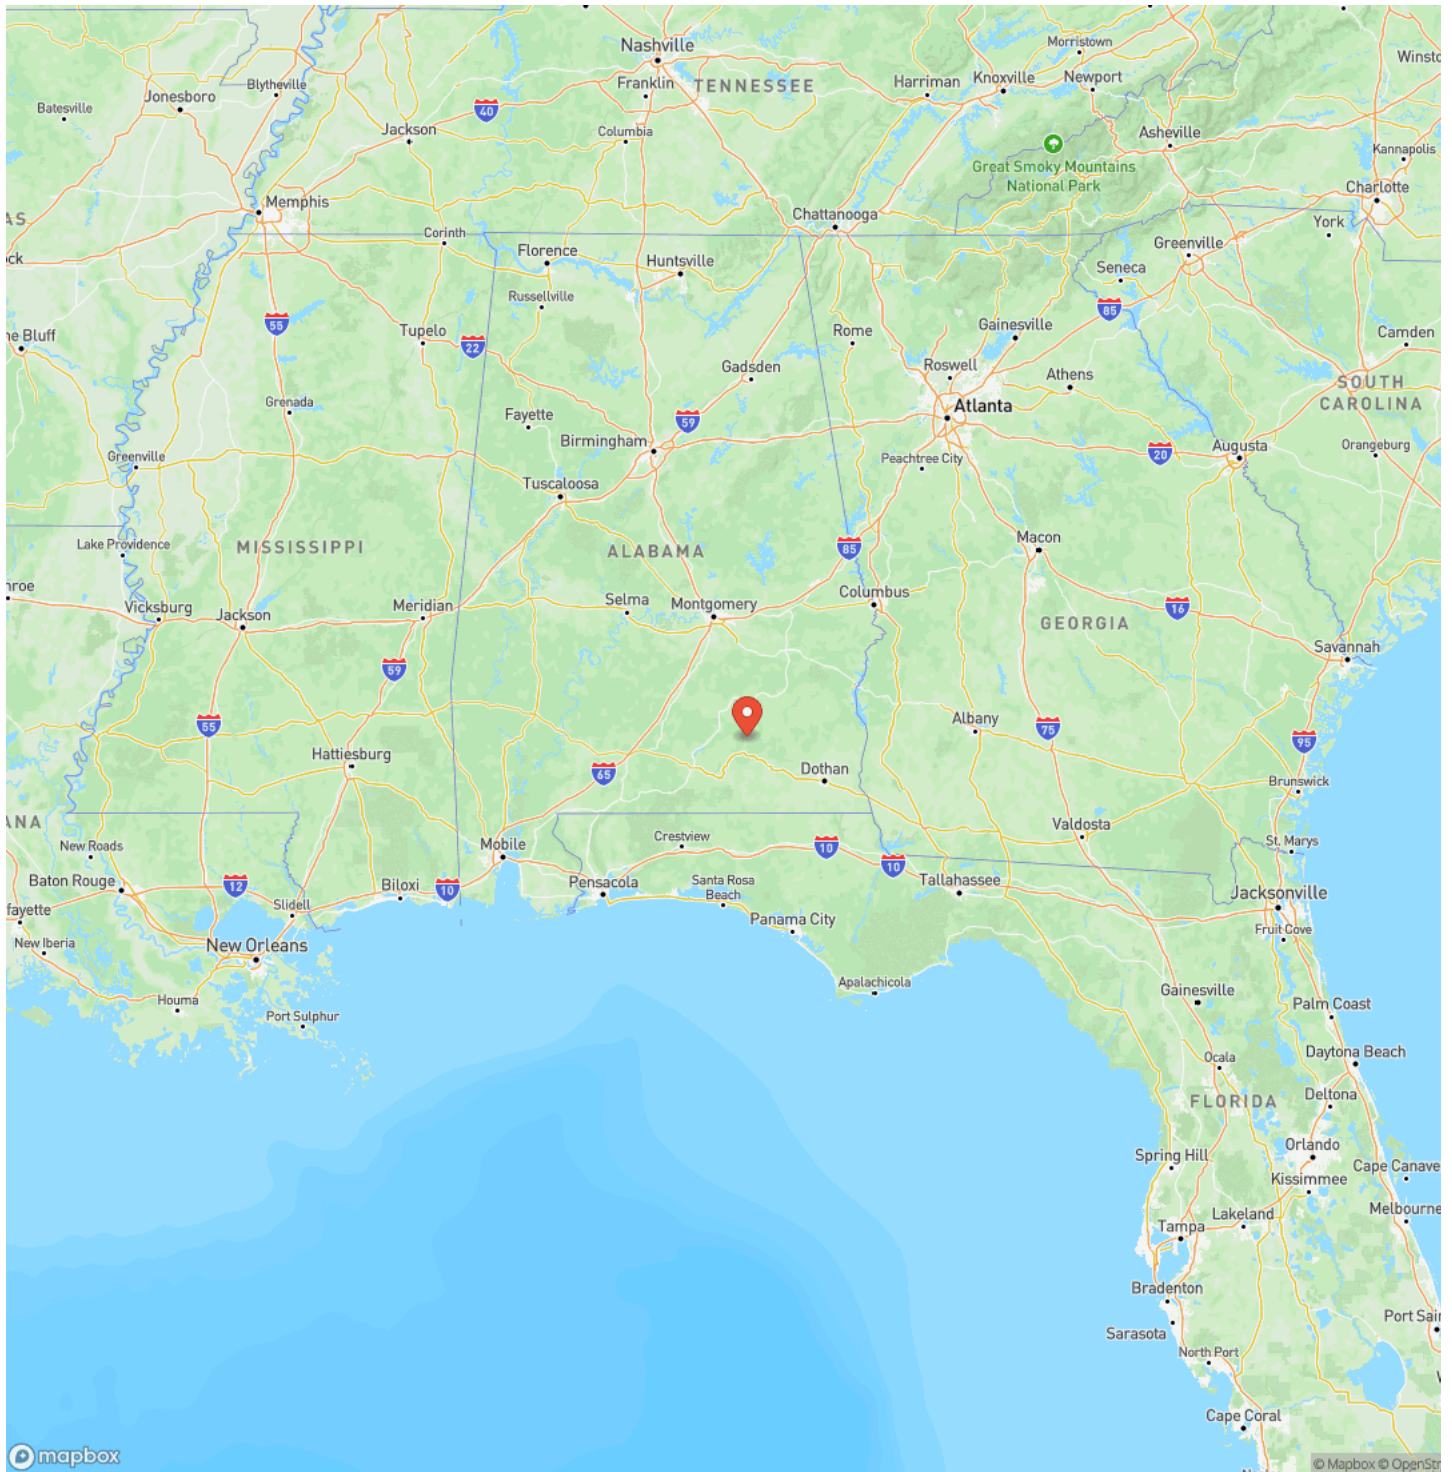 Nashville
Morristown
Winsto
Blytheville
Franklin
TENNESSEE
Harriman
Knoxville
Newport
Batesville
Jonesboro
40
Jackson
Columbia
Asheville
Kannapolis
Great Smoky Mountains
National Park
Charlotte
Memphis
Chattanooga
AS
York
Corinth
Greenville
ock
Florence
Huntsville
Seneca
Russellville
85
55
Tupelo
22
Rome
Gainesville
ne Bluff
Camden
Gadsden
Roswell
Athens
SOUTH
CAROLINA
Grenada
Fayette
59
Atlanta
Birmingham
Augusta
Orangeburg
Greenville
Peachtree City
20
Tuscaloosa
Lake Providence
MISSISSIPPI
ALABAMA
85
Macon
nroe
Vicksburg
Jackson
Meridian
Selma
Montgomery
Columbus
16
GEORGIA
Savannah
59
55
Albany
75
95
Hattiesburg
65
Dothan
Brunswick
ANA
New Roads
Mobile
Crestview
10
Valdosta
St. Marys
10
Baton Rouge
12
Biloxi
10
Pensacola
Santa Rosa
Beach
Tallahassee
Jacksonville
fayette
Slidell
Panama City
Fruit Cove
New Iberia
New Orleans
Apalachicola
Gainesville
Houma
Port Sulphur
Palm Coast
Ocala
Daytona Beach
FLORIDA
Deltona
Orlando
Spring Hill
Cape Canave
Kissimmee
Lakeland
Melbourne
Tampa
Bradenton
Port Sain
Sarasota
North Port
Cape Coral
mapbox
© Mapbox © OpenStr